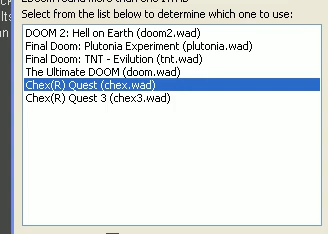 Select from the list below to determine which one to use:
DOOM 2: Hell on Earth (doom2.wad)
Final Doom: Plutonia Experiment (plutonia.wad)
Final Doom: TNT - Evilution (tnt.wad)
The Ultimate DOOM (doom.wad)
Chex(R) Quest (chex.wad)
Chex(R) Quest 3 (chex3.wad)